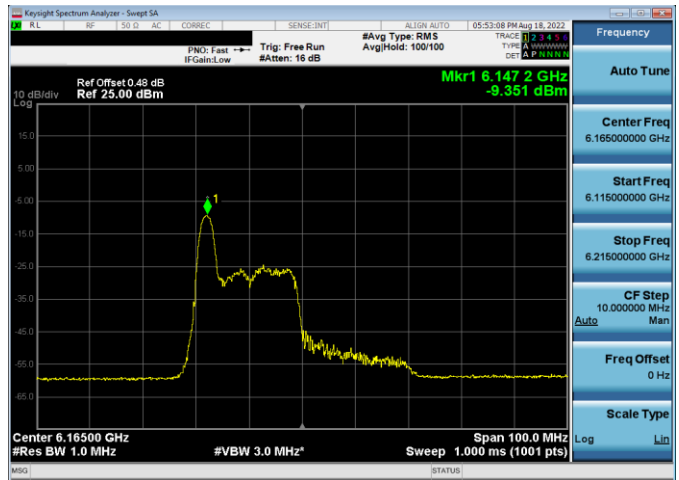 Keysight Spectrum Analyzer - Swept SA
RL RF 50 Ω AC CORREC SENSE:INT ALIGN AUTO 05:53:08 PM Aug 18, 2022
PNO: Fast
IFGain:Low
Trig: Free Run
#Atten: 16 dB
#Avg Type: RMS
Avg|Hold: 100/100
TRACE 1 2 3 4 5 6
TYPE A WWWWW
DET A P N N N N
Ref Offset 0.48 dB
Ref 25.00 dBm
10 dB/div
Log
Mkr1 6.147 2 GHz
-9.351 dBm
15.0
5.00
-5.00
-15.0
-25.0
-35.0
-45.0
-55.0
-65.0
1
Center 6.16500 GHz
#Res BW 1.0 MHz
#VBW 3.0 MHz*
Span 100.0 MHz
Sweep 1.000 ms (1001 pts)
MSG
STATUS
Frequency
Auto Tune
Center Freq
6.165000000 GHz
Start Freq
6.115000000 GHz
Stop Freq
6.215000000 GHz
CF Step
10.000000 MHz
Auto Man
Freq Offset
0 Hz
Scale Type
Log Lin